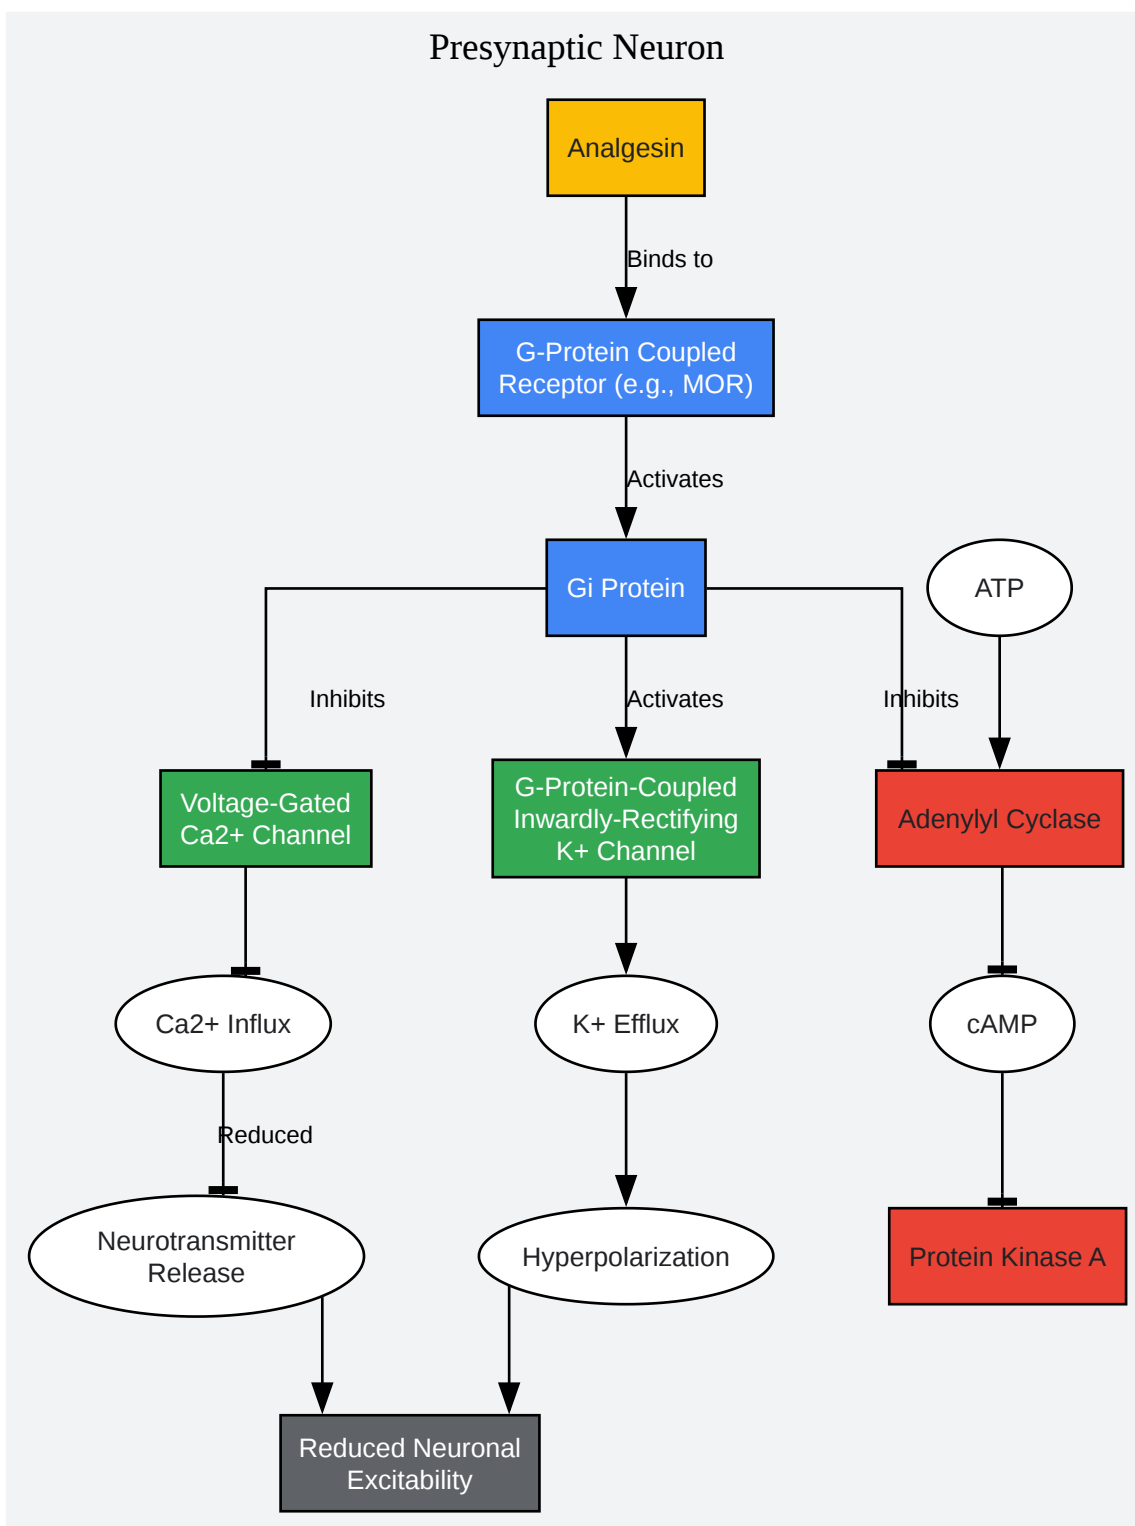 Presynaptic Neuron
Analgesin
Binds to
G-Protein Coupled
Receptor (e.g., MOR)
Activates
Gi Protein
ATP
Inhibits
Activates
Inhibits
Voltage-Gated
Ca2+ Channel
G-Protein-Coupled
Inwardly-Rectifying
K+ Channel
Adenylyl Cyclase
Ca2+ Influx
K+ Efflux
cAMP
Reduced
Neurotransmitter
Release
Hyperpolarization
Protein Kinase A
Reduced Neuronal
Excitability